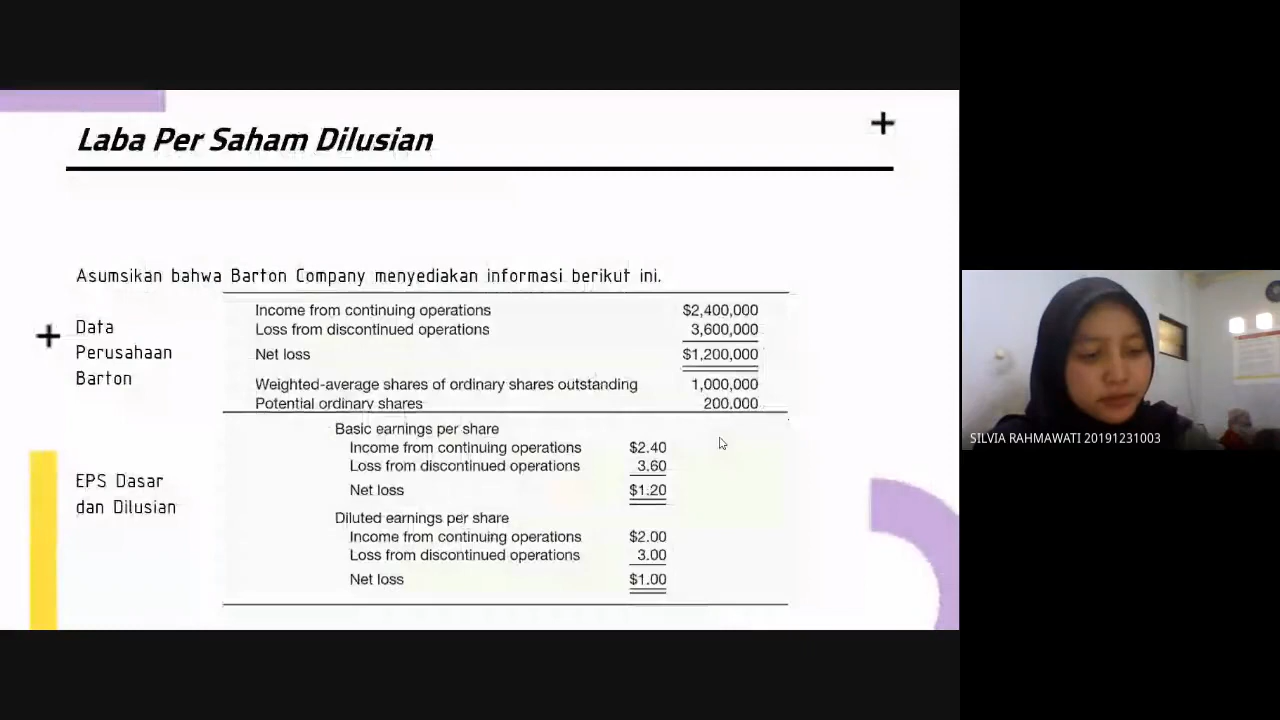 Laba Per Saham Dilusian
Asumsikan bahwa Barton Company menyediakan informasi berikut ini.
Data
Perusahaan
Barton
Income from continuing operations $2,400,000
Loss from discontinued operations 3,600,000
Net loss $1,200,000
Weighted-average shares of ordinary shares outstanding 1,000,000
Potential ordinary shares 200,000
EPS Dasar
dan Dilusian
Basic earnings per share
Income from continuing operations $2.40
Loss from discontinued operations 3.60
Net loss $1.20
Diluted earnings per share
Income from continuing operations $2.00
Loss from discontinued operations 3.00
Net loss $1.00
SILVIA RAHMAWATI 20191231003